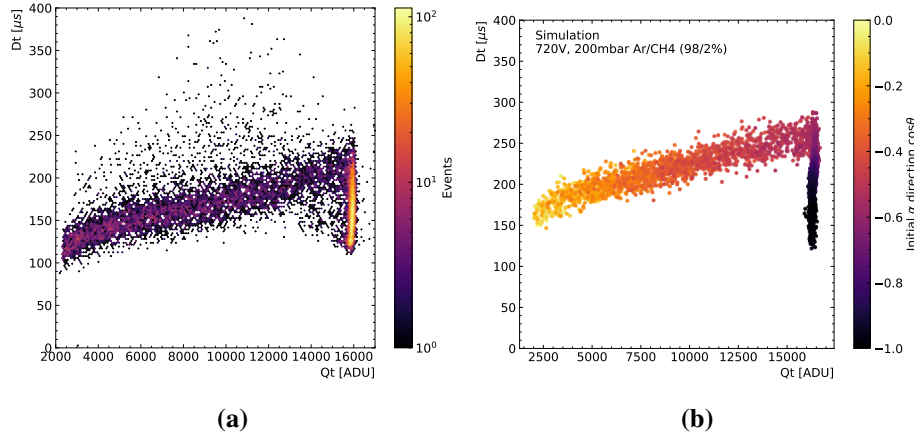 Dt [μs]
400
350
300
250
200
150
100
50
0
2000 4000 6000 8000 10000 12000 14000 16000
Qt [ADU]
10²
10¹
10⁰
Events
(a)
Dt [μs]
400
350
300
250
200
150
100
50
0
Simulation
720V, 200mbar Ar/CH4 (98/2%)
2500 5000 7500 10000 12500 15000
Qt [ADU]
0.0
−0.2
−0.4
−0.6
−0.8
−1.0
Initial α direction cosθ
(b)